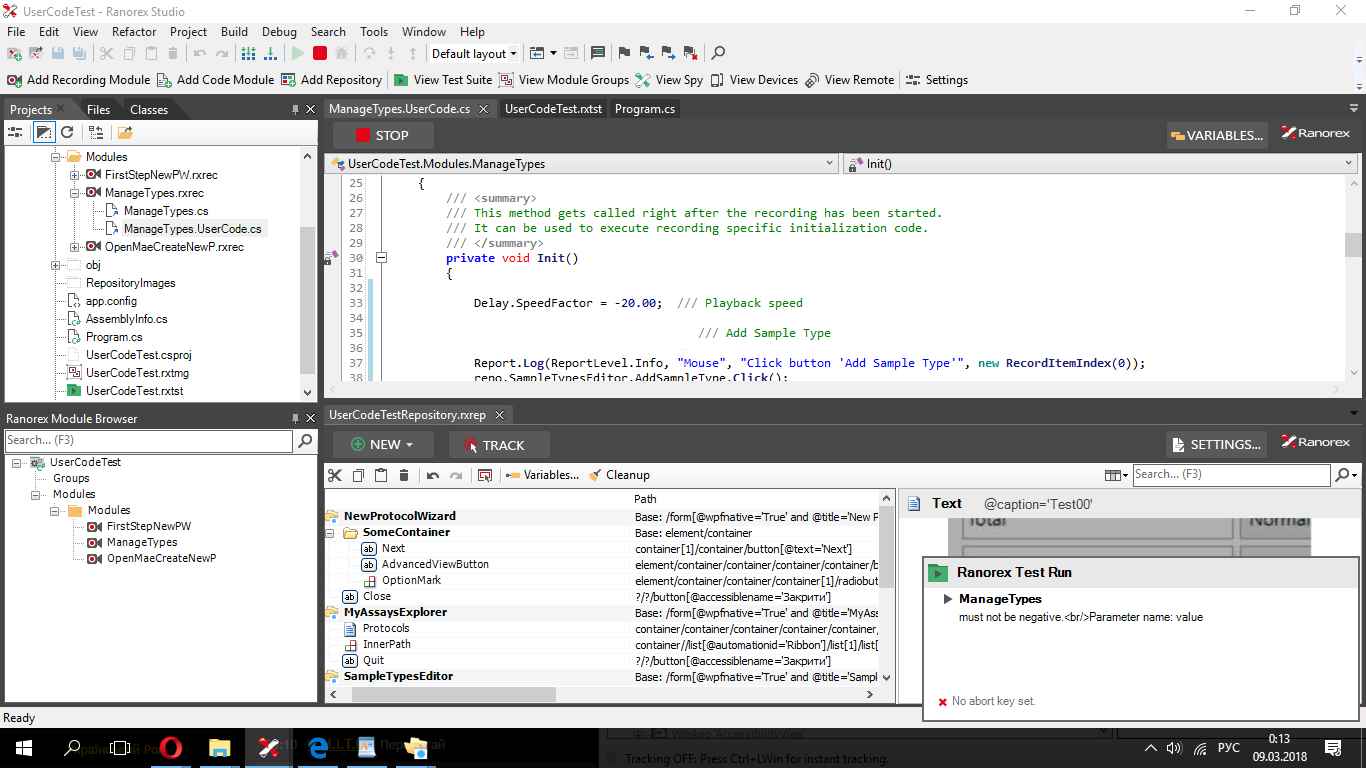 UserCodeTest - Ranorex Studio
File Edit View Refactor Project Build Debug Search Tools Window Help
Default layout
Add Recording Module Add Code Module Add Repository View Test Suite View Module Groups View Spy View Devices View Remote Settings
Projects Files Classes
Modules
FirstStepNewPW.rxrec
ManageTypes.rxrec
ManageTypes.cs
ManageTypes.UserCode.cs
OpenMaeCreateNewP.rxrec
obj
RepositoryImages
app.config
AssemblyInfo.cs
Program.cs
UserCodeTest.csproj
UserCodeTest.rxtmg
UserCodeTest.rxtst
Ranorex Module Browser
Search... (F3)
UserCodeTest
Groups
Modules
Modules
FirstStepNewPW
ManageTypes
OpenMaeCreateNewP
ManageTypes.UserCode.cs UserCodeTest.rxtst Program.cs
STOP VARIABLES... Ranorex
UserCodeTest.Modules.ManageTypes Init()
25 {
26 /// <summary>
27 /// This method gets called right after the recording has been started.
28 /// It can be used to execute recording specific initialization code.
29 /// </summary>
30 private void Init()
31 {
32
33 Delay.SpeedFactor = -20.00; /// Playback speed
34
35 /// Add Sample Type
36
37 Report.Log(ReportLevel.Info, "Mouse", "Click button 'Add Sample Type'", new RecordItemIndex(0));
38 repo.SampleTypesEditor.AddSampleType.Click();
UserCodeTestRepository.rxrep
NEW TRACK SETTINGS... Ranorex
Variables... Cleanup Search... (F3)
Path
NewProtocolWizard Base: /form[@wpfnative='True' and @title='New P
SomeContainer Base: element/container
Next container[1]/container/button[@text='Next']
AdvancedViewButton element/container/container/container/container/b
OptionMark element/container/container/container[1]/radiobut
Close ?/?/button[@accessiblename='Закрити']
MyAssaysExplorer Base: /form[@wpfnative='True' and @title='MyAss
Protocols container/container/container/container/container,
InnerPath container//list[@automationid='Ribbon']/list[1]/list[
Quit ?/?/button[@accessiblename='Закрити']
SampleTypesEditor Base: /form[@wpfnative='True' and @title='Sampl
Text @caption='Test00'
Total Normal
Ranorex Test Run
ManageTypes
must not be negative.<br/>Parameter name: value
No abort key set.
Ready
Tracking OFF: Press Ctrl+LWin for instant tracking.
РУС
0:13
09.03.2018